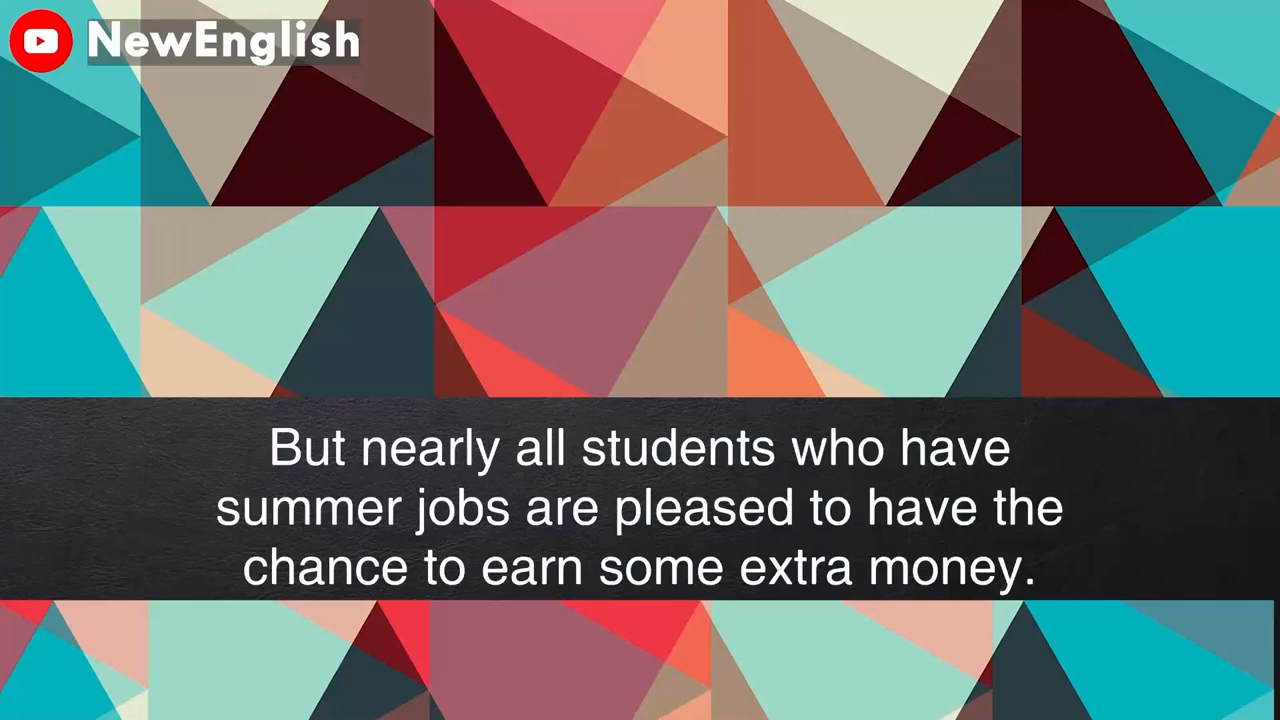 NewEnglish
But nearly all students who have
summer jobs are pleased to have the
chance to earn some extra money.